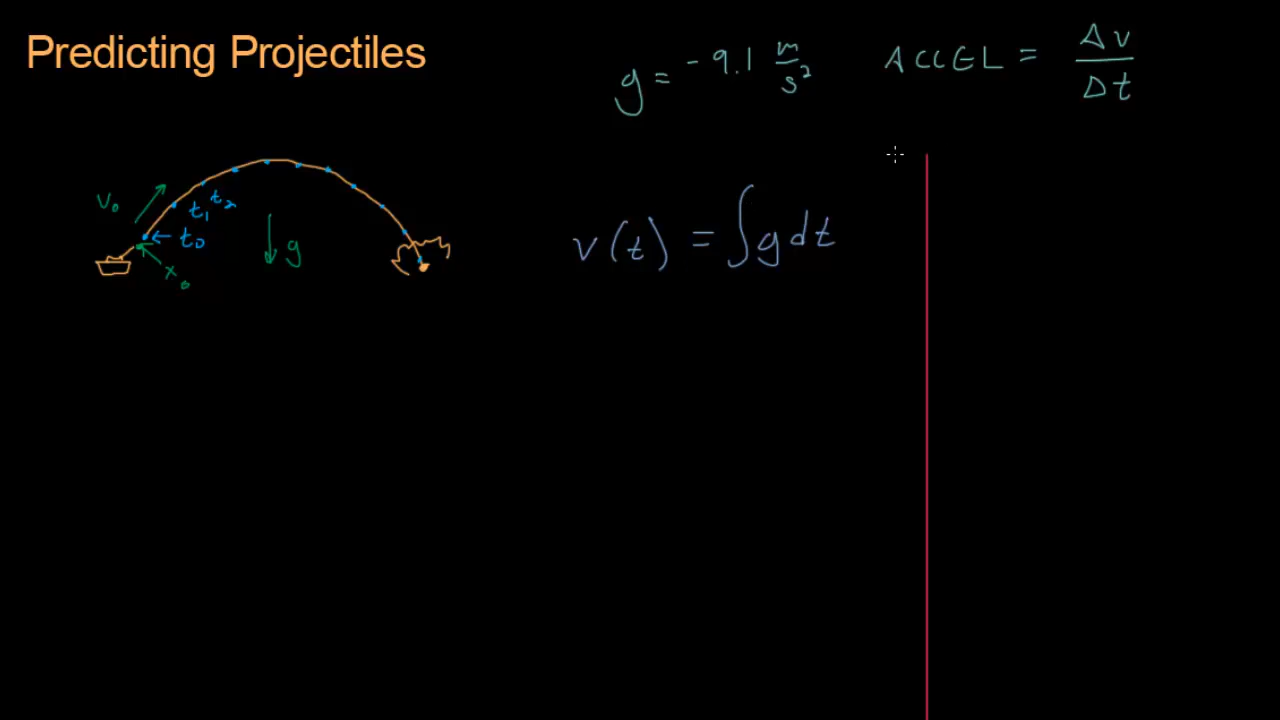 Predicting Projectiles
g = -9.1 m/s²
ACCEL = Δv/Δt
v₀
t₁ t₂
t₀
g
x₀
v(t) = ∫g dt